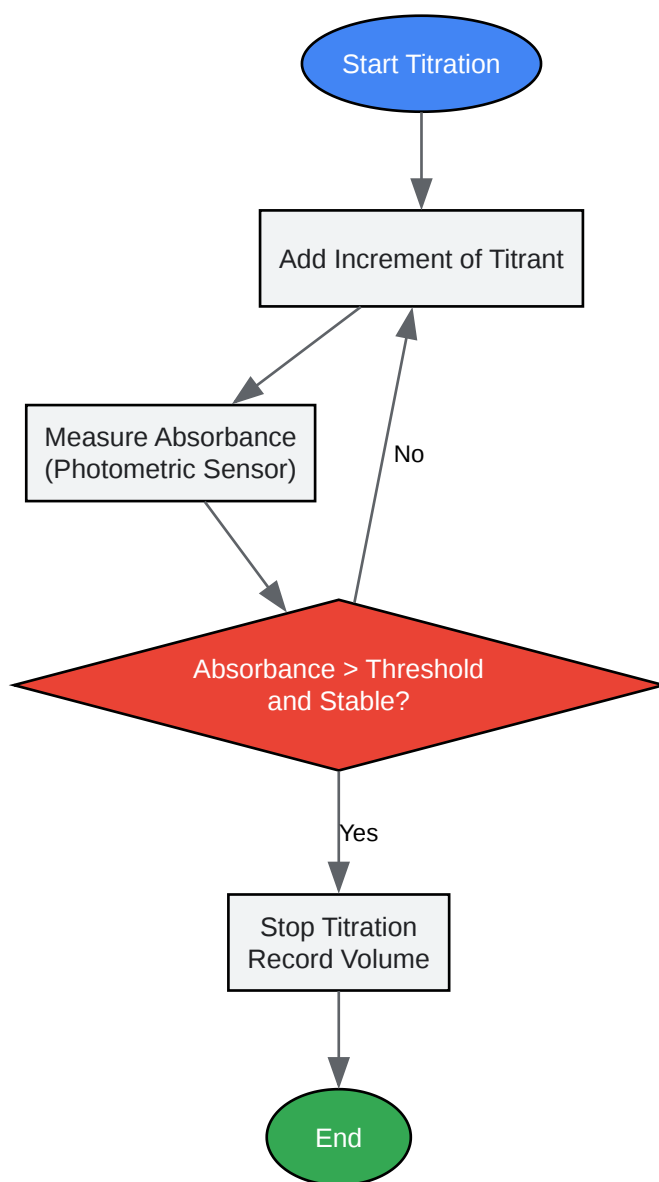 Start Titration
Add Increment of Titrant
Measure Absorbance
(Photometric Sensor)
No
Absorbance > Threshold
and Stable?
Yes
Stop Titration
Record Volume
End